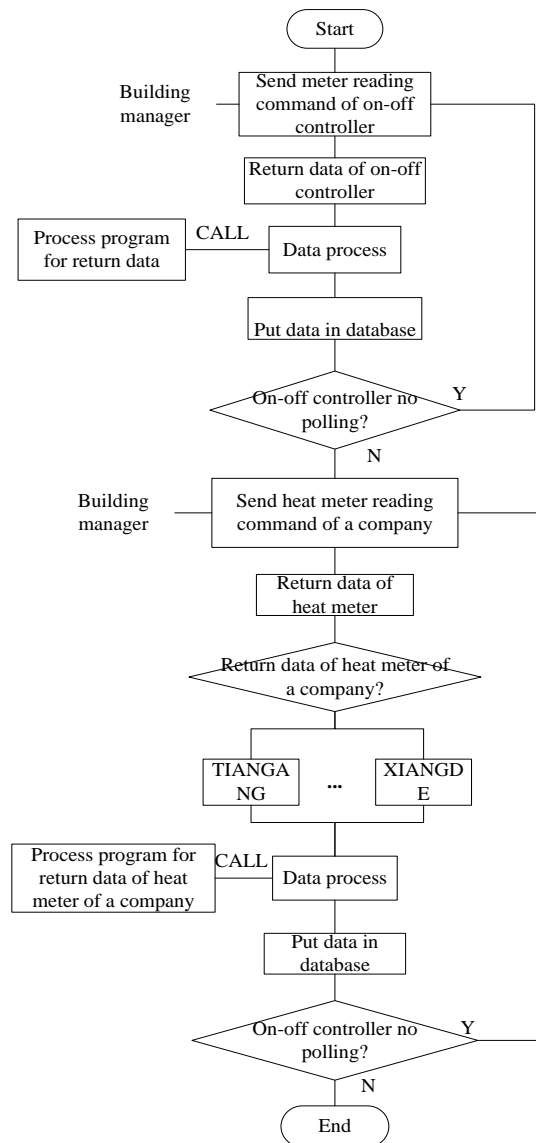 Start
Building
manager
Send meter reading
command of on-off
controller
Return data of on-off
controller
Process program
for return data
CALL
Data process
Put data in database
On-off controller no
polling?
Y
N
Building
manager
Send heat meter reading
command of a company
Return data of
heat meter
Return data of heat meter of
a company?
TIANGA
NG
...
XIANGD
E
Process program for
return data of heat
meter of a company
CALL
Data process
Put data in
database
On-off controller no
polling?
Y
N
End